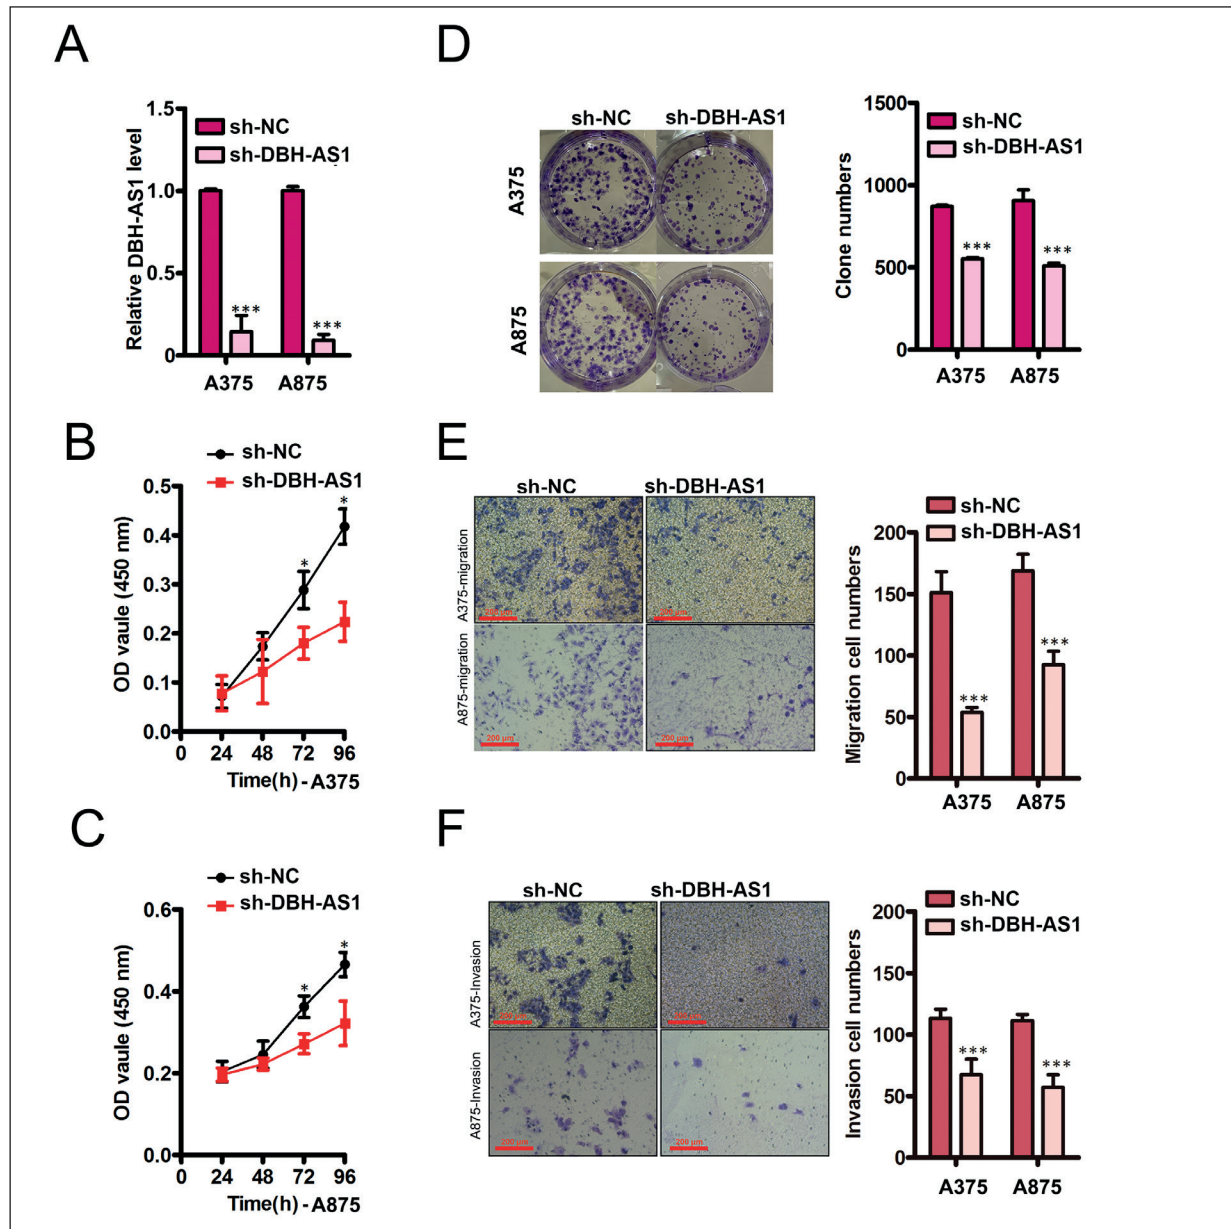 A
1.5
sh-NC
sh-DBH-AS1
Relative DBH-AS1 level
1.0
0.5
0
***
***
A375
A875
B
sh-NC
sh-DBH-AS1
0.5
0.4
0.3
0.2
0.1
0.0
OD vaule (450 nm)
*
*
0
24
48
72
96
Time(h) - A375
C
sh-NC
sh-DBH-AS1
0.6
0.4
0.2
0.0
OD vaule (450 nm)
*
*
0
24
48
72
96
Time(h) - A875
D
sh-NC
sh-DBH-AS1
A375
A875
1500
1000
500
0
Clone numbers
sh-NC
sh-DBH-AS1
***
***
A375
A875
E
sh-NC
sh-DBH-AS1
A375-migration
A875-migration
200 μm
200 μm
sh-NC
sh-DBH-AS1
200
150
100
50
0
Migration cell numbers
***
***
A375
A875
F
sh-NC
sh-DBH-AS1
A375-Invasion
A875-Invasion
200 μm
200 μm
sh-NC
sh-DBH-AS1
200
150
100
50
0
Invasion cell numbers
***
***
A375
A875